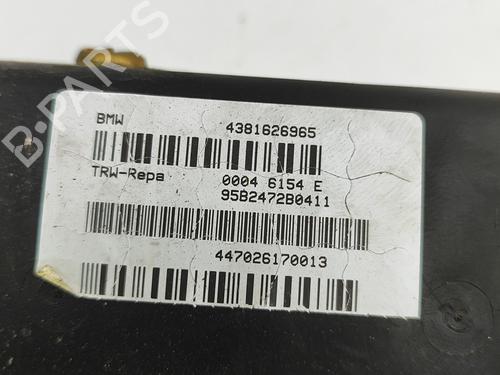 BMW 4381626965
TRW-Repa 0004 6154 E
95B2472B0411
447026170013
B-PARTS